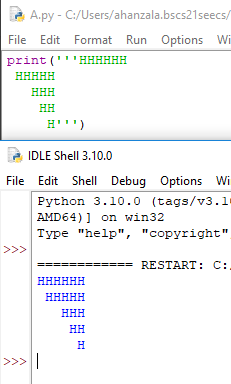 A.py - C:/Users/ahanzala.bscs21seecs/
File Edit Format Run Options Wi
print('''HHHHHH
 HHHHH
   HHH
    HH
     H''')
IDLE Shell 3.10.0
File Edit Shell Debug Options Wi
Python 3.10.0 (tags/v3.10
AMD64)] on win32
Type "help", "copyright",
>>>
============ RESTART: C:/
HHHHHH
 HHHHH
   HHH
    HH
     H
>>>